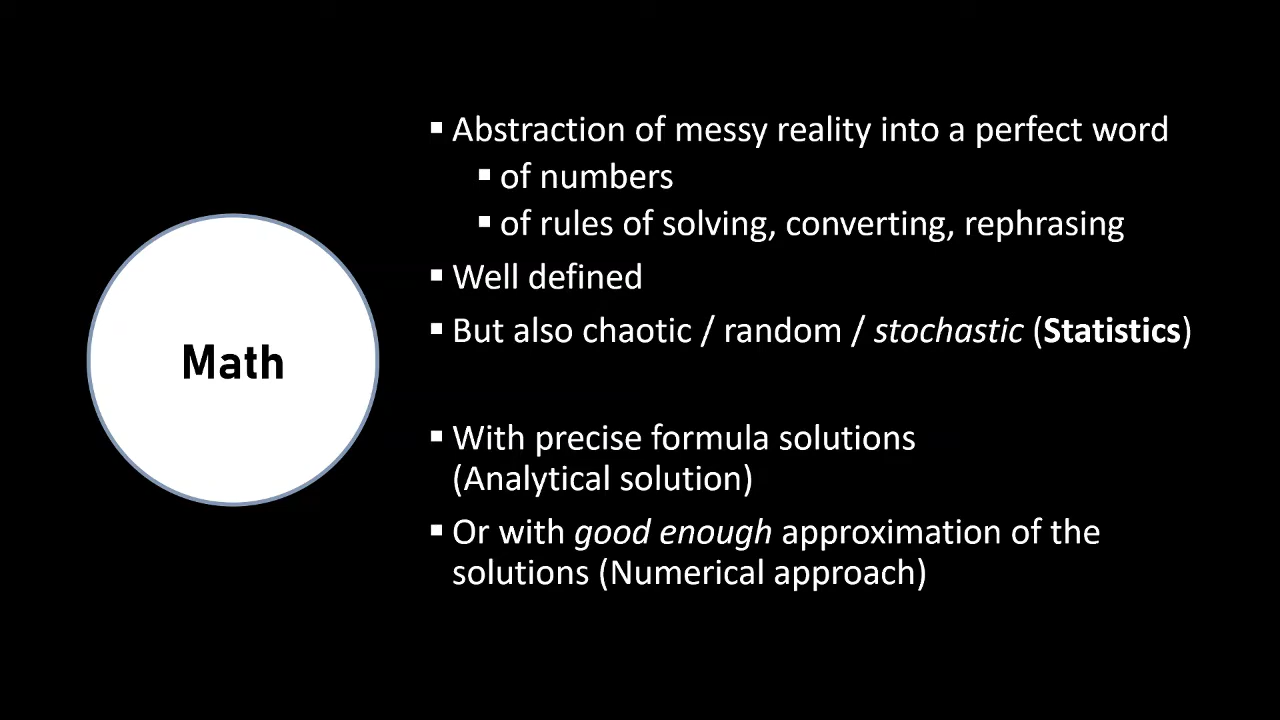 Math
▪ Abstraction of messy reality into a perfect word
▪ of numbers
▪ of rules of solving, converting, rephrasing
▪ Well defined
▪ But also chaotic / random / stochastic (Statistics)
▪ With precise formula solutions
(Analytical solution)
▪ Or with good enough approximation of the
solutions (Numerical approach)